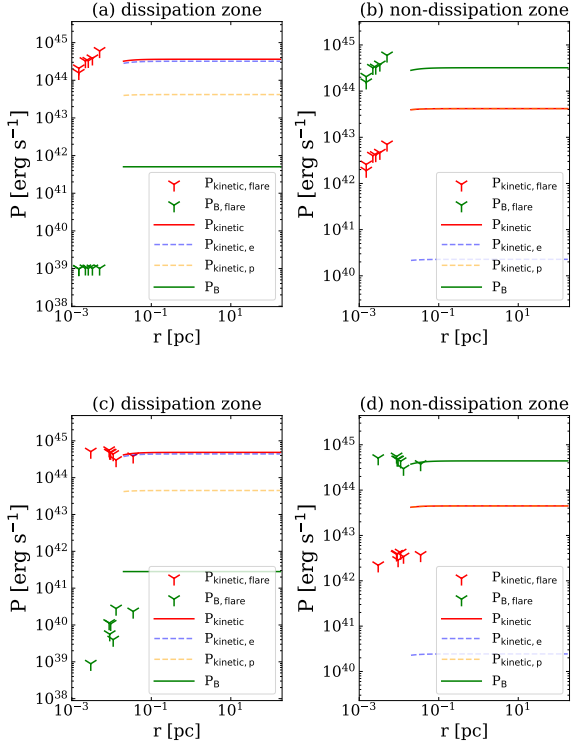 (a) dissipation zone
(b) non-dissipation zone
P [erg s⁻¹]
10⁴⁵
10⁴⁴
10⁴³
10⁴²
10⁴¹
10⁴⁰
10³⁹
10³⁸
P_kinetic, flare
P_B, flare
P_kinetic
P_kinetic, e
P_kinetic, p
P_B
10⁻³ 10⁻¹ 10¹
r [pc]
P [erg s⁻¹]
10⁴⁵
10⁴⁴
10⁴³
10⁴²
10⁴¹
10⁴⁰
P_kinetic, flare
P_B, flare
P_kinetic
P_kinetic, e
P_kinetic, p
P_B
10⁻³ 10⁻¹ 10¹
r [pc]
(c) dissipation zone
(d) non-dissipation zone
P [erg s⁻¹]
10⁴⁵
10⁴⁴
10⁴³
10⁴²
10⁴¹
10⁴⁰
10³⁹
10³⁸
P_kinetic, flare
P_B, flare
P_kinetic
P_kinetic, e
P_kinetic, p
P_B
10⁻³ 10⁻¹ 10¹
r [pc]
P [erg s⁻¹]
10⁴⁵
10⁴⁴
10⁴³
10⁴²
10⁴¹
10⁴⁰
P_kinetic, flare
P_B, flare
P_kinetic
P_kinetic, e
P_kinetic, p
P_B
10⁻³ 10⁻¹ 10¹
r [pc]